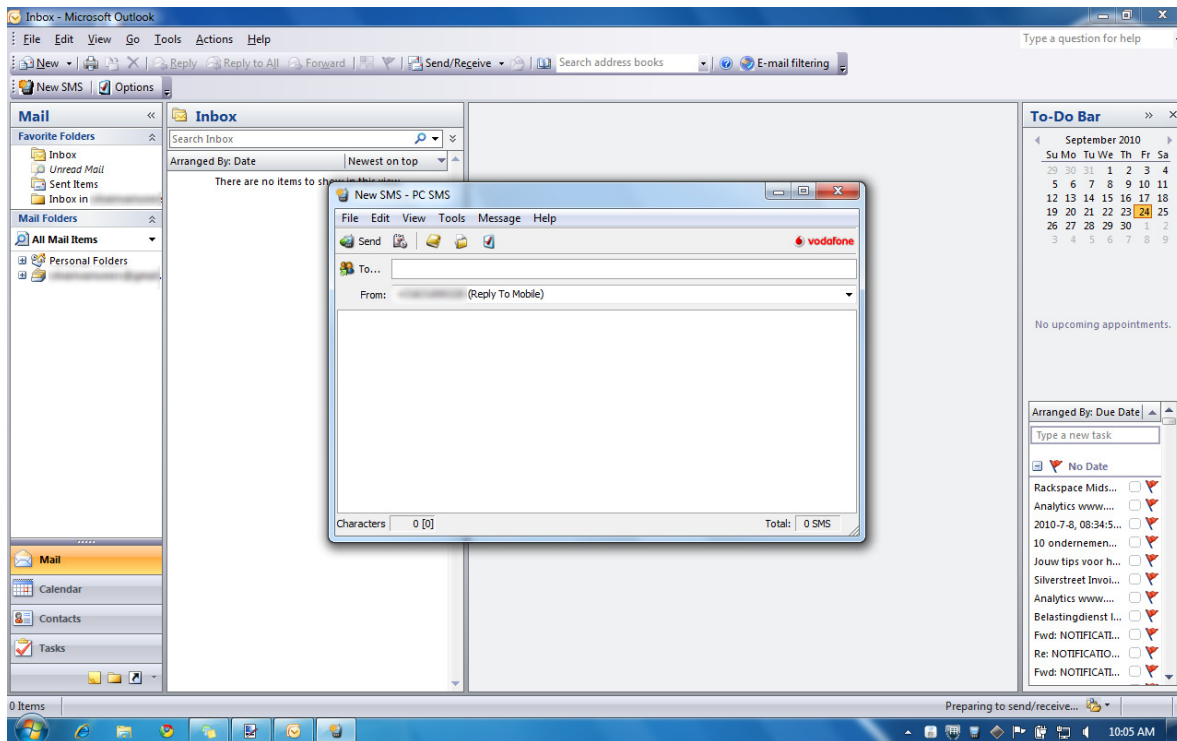 Inbox - Microsoft Outlook
File Edit View Go Tools Actions Help
Type a question for help
New Reply Reply to All Forward Send/Receive Search address books E-mail filtering
New SMS Options
Mail
Favorite Folders
Inbox
Unread Mail
Sent Items
Inbox in
Mail Folders
All Mail Items
Personal Folders
Mail
Calendar
Contacts
Tasks
Inbox
Search Inbox
Arranged By: Date Newest on top
There are no items to show in this view.
New SMS - PC SMS
File Edit View Tools Message Help
Send vodafone
To...
From: (Reply To Mobile)
Characters 0 [0] Total: 0 SMS
To-Do Bar
September 2010
Su Mo Tu We Th Fr Sa
29 30 31 1 2 3 4
5 6 7 8 9 10 11
12 13 14 15 16 17 18
19 20 21 22 23 24 25
26 27 28 29 30 1 2
3 4 5 6 7 8 9
No upcoming appointments.
Arranged By: Due Date
Type a new task
No Date
Rackspace Mids...
Analytics www....
2010-7-8, 08:34:5...
10 ondernemen...
Jouw tips voor h...
Silverstreet Invoi...
Analytics www....
Belastingdienst l...
Fwd: NOTIFICATI...
Re: NOTIFICATIO...
Fwd: NOTIFICATI...
0 Items Preparing to send/receive...
10:05 AM